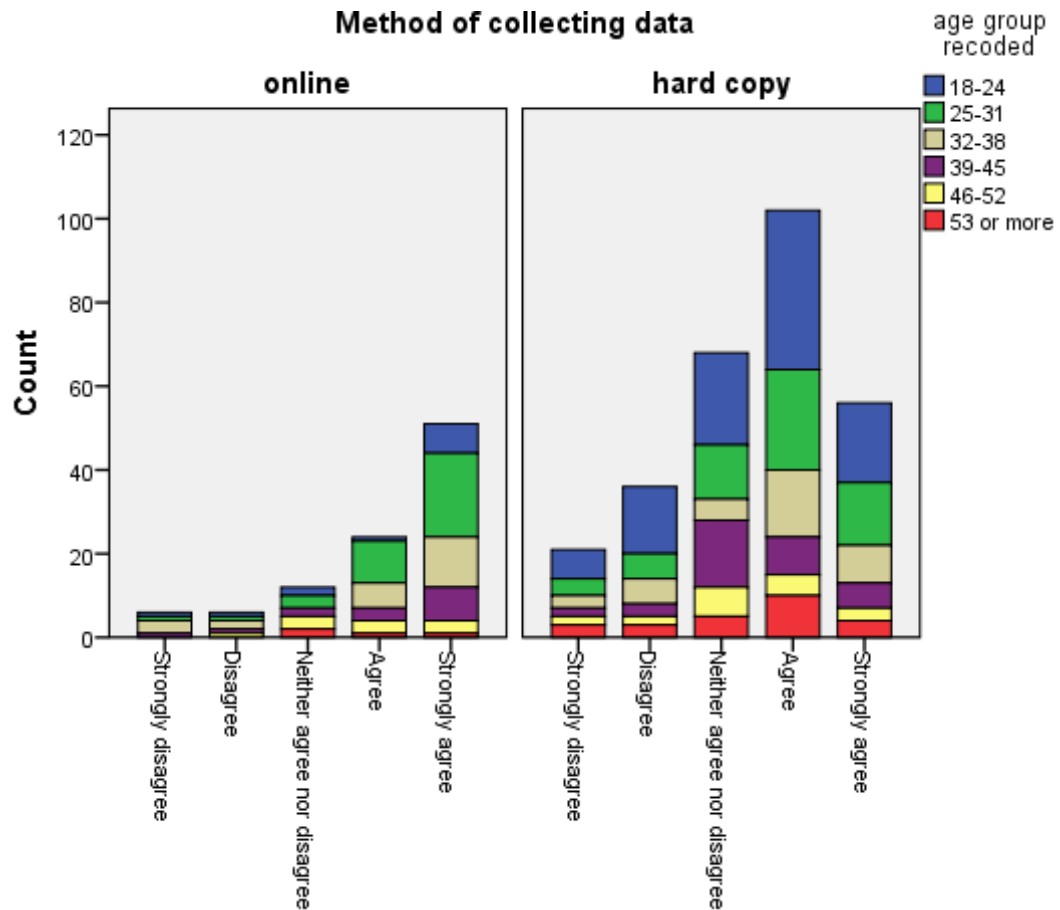 Method of collecting data
online
hard copy
age group
recoded
18-24
25-31
32-38
39-45
46-52
53 or more
Count
120
100
80
60
40
20
0
Strongly disagree
Disagree
Neither agree nor disagree
Agree
Strongly agree
Strongly disagree
Disagree
Neither agree nor disagree
Agree
Strongly agree